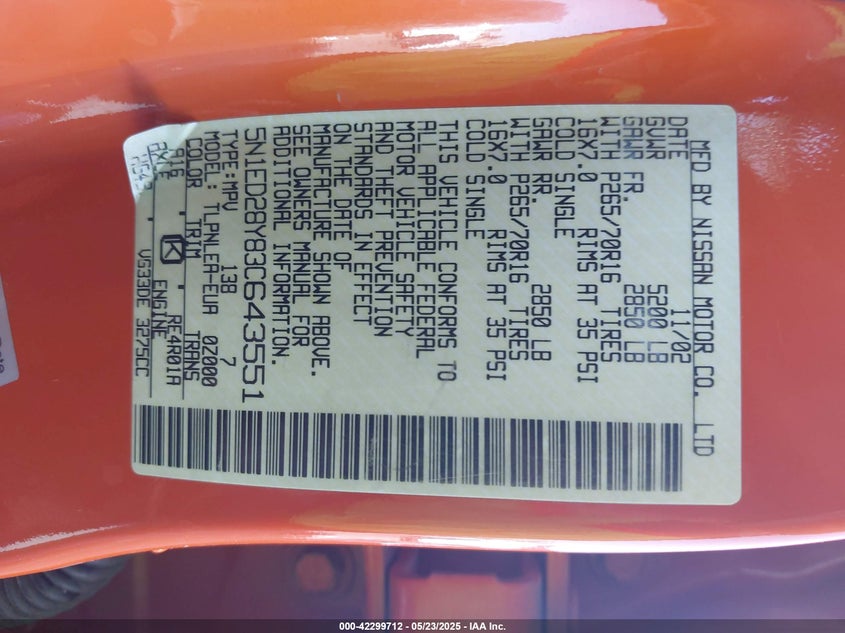 MFD BY NISSAN MOTOR CO. LTD
DATE 11/02
GVWR 5200 LB
GAWR FR. 2850 LB
WITH P265/70R16 TIRES
16X7.0 RIMS AT 35 PSI
COLD SINGLE
GAWR RR. 2850 LB
WITH P265/70R16 TIRES
16X7.0 RIMS AT 35 PSI
COLD SINGLE
THIS VEHICLE CONFORMS TO
ALL APPLICABLE FEDERAL
MOTOR VEHICLE SAFETY
AND THEFT PREVENTION
STANDARDS IN EFFECT
ON THE DATE OF
MANUFACTURE SHOWN ABOVE.
SEE OWNERS MANUAL FOR
ADDITIONAL INFORMATION.
5N1ED28Y83C643551
TYPE:MPV 138 7
MODEL: TLPNLEA-EUA 02000
COLOR TRIM TRANS
K RE4R01A
AXLE ENGINE
VG33DE 3275CC
000-42299712 — 05/23/2025 — IAA Inc.